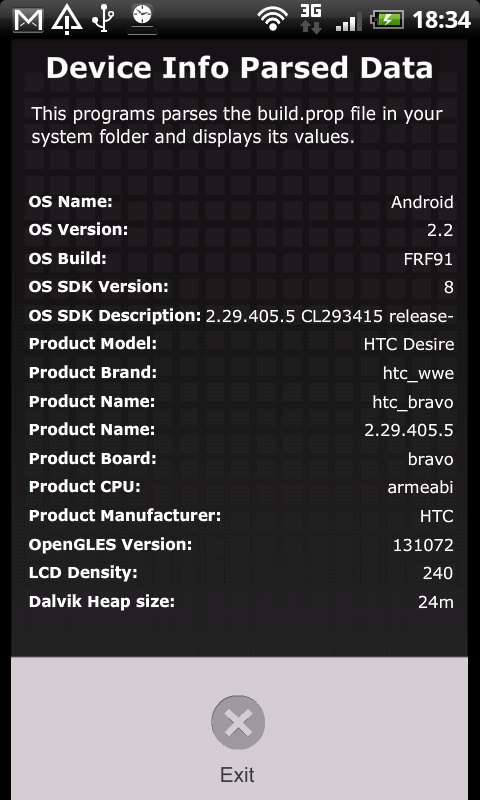 3G 18:34
Device Info Parsed Data
This programs parses the build.prop file in your
system folder and displays its values.
OS Name: Android
OS Version: 2.2
OS Build: FRF91
OS SDK Version: 8
OS SDK Description: 2.29.405.5 CL293415 release-
Product Model: HTC Desire
Product Brand: htc_wwe
Product Name: htc_bravo
Product Name: 2.29.405.5
Product Board: bravo
Product CPU: armeabi
Product Manufacturer: HTC
OpenGLES Version: 131072
LCD Density: 240
Dalvik Heap size: 24m
Exit